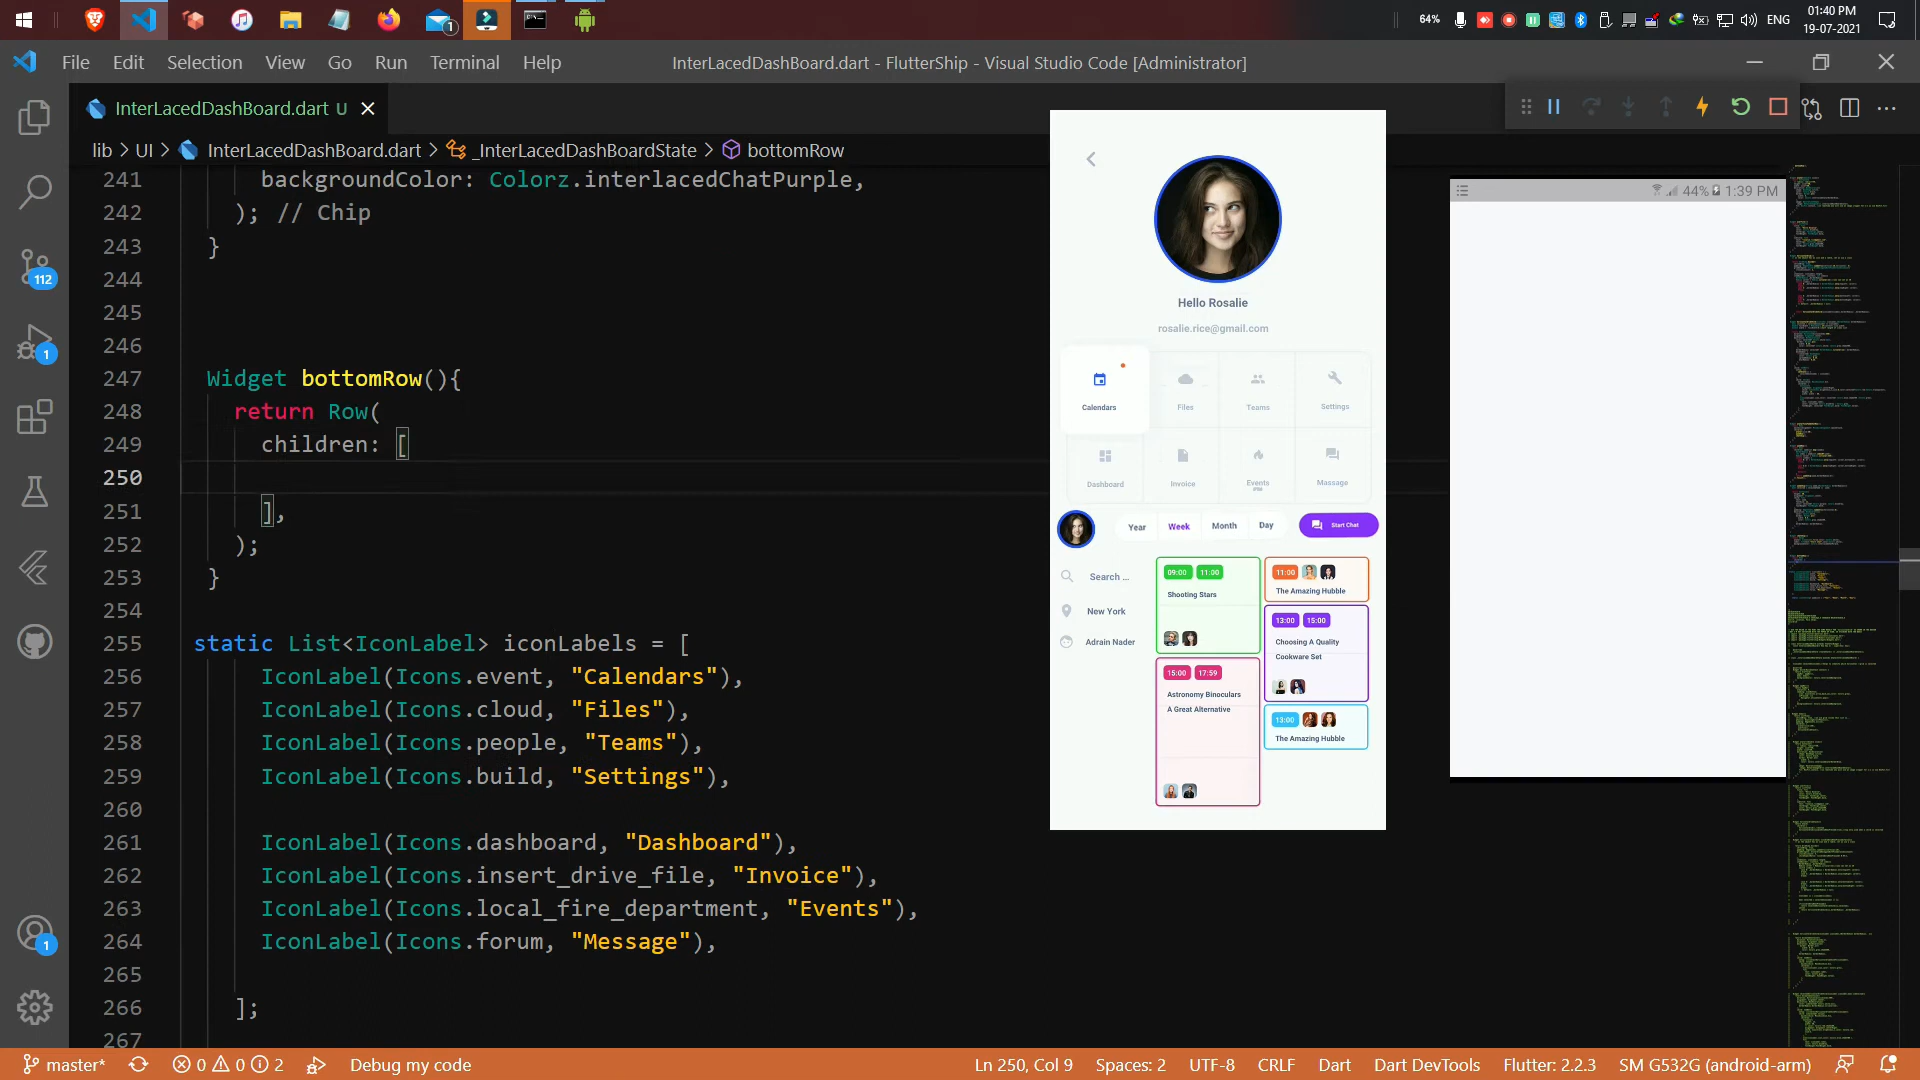 64%
ENG
01:40 PM
19-07-2021
1
File Edit Selection View Go Run Terminal Help
InterLacedDashBoard.dart - FlutterShip - Visual Studio Code [Administrator]
InterLacedDashBoard.dart U
lib > UI > InterLacedDashBoard.dart > _InterLacedDashBoardState > bottomRow
112
1
1
241 backgroundColor: Colorz.interlacedChatPurple,
242 ); // Chip
243 }
244
245
246
247 Widget bottomRow(){
248 return Row(
249 children: [
250
251 ],
252 );
253 }
254
255 static List<IconLabel> iconLabels = [
256 IconLabel(Icons.event, "Calendars"),
257 IconLabel(Icons.cloud, "Files"),
258 IconLabel(Icons.people, "Teams"),
259 IconLabel(Icons.build, "Settings"),
260
261 IconLabel(Icons.dashboard, "Dashboard"),
262 IconLabel(Icons.insert_drive_file, "Invoice"),
263 IconLabel(Icons.local_fire_department, "Events"),
264 IconLabel(Icons.forum, "Message"),
265
266 ];
267
Hello Rosalie
rosalie.rice@gmail.com
Calendars Files Teams Settings
Dashboard Invoice Events Massage
Year Week Month Day Start Chat
Search ...
New York
Adrain Nader
09:00 11:00
Shooting Stars
15:00 17:59
Astronomy Binoculars
A Great Alternative
11:00
The Amazing Hubble
13:00 15:00
Choosing A Quality
Cookware Set
13:00
The Amazing Hubble
44% 1:39 PM
master* 0 0 2 Debug my code
Ln 250, Col 9 Spaces: 2 UTF-8 CRLF Dart Dart DevTools Flutter: 2.2.3 SM G532G (android-arm)